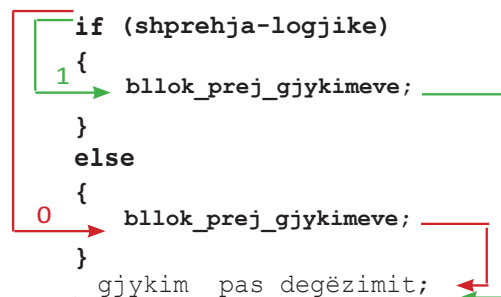 if (shprehja-logjike)
{
1 bllok_prej_gjykimeve;
}
else
{
0 bllok_prej_gjykimeve;
}
gjykim pas degëzimit;